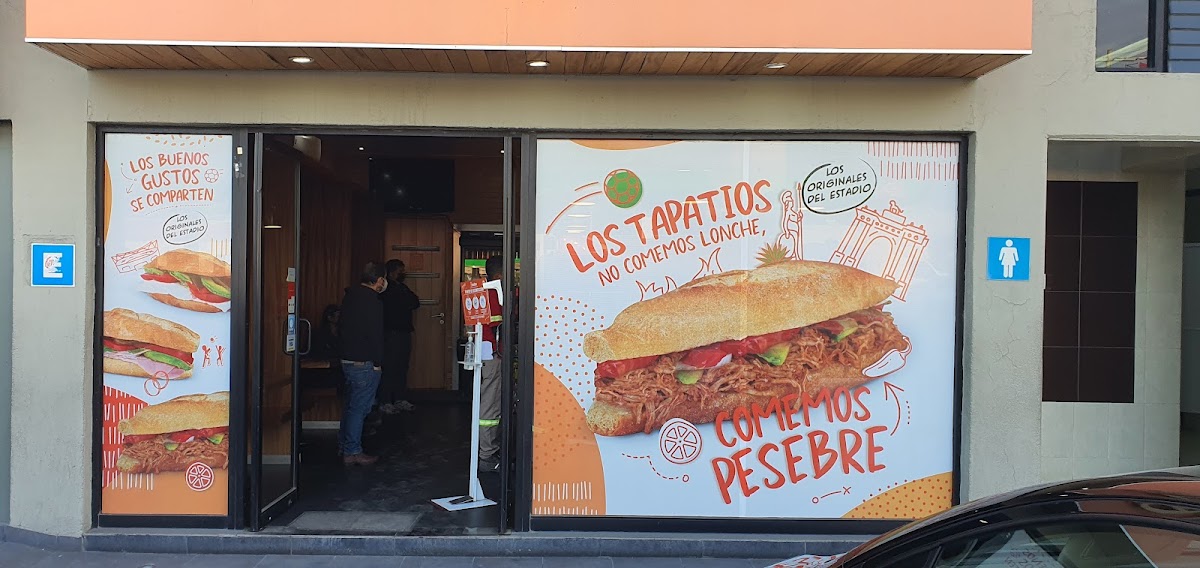 LOS BUENOS
GUSTOS
SE COMPARTEN
LOS
ORIGINALES
DEL ESTADIO
LOS TAPATIOS
NO COMEMOS LONCHE,
LOS
ORIGINALES
DEL ESTADIO
COMEMOS
PESEBRE